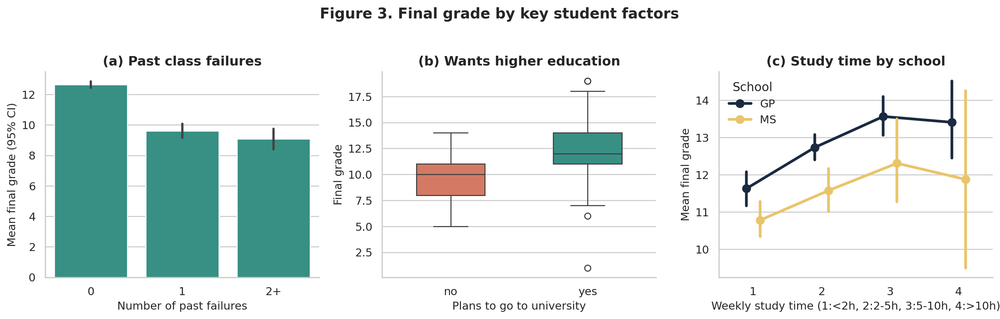 Figure 3. Final grade by key student factors
(a) Past class failures
Mean final grade (95% CI)
12
10
8
6
4
2
0
0 1 2+
Number of past failures
(b) Wants higher education
Final grade
17.5
15.0
12.5
10.0
7.5
5.0
2.5
no yes
Plans to go to university
(c) Study time by school
School
GP
MS
Mean final grade
14
13
12
11
10
1 2 3 4
Weekly study time (1:<2h, 2:2-5h, 3:5-10h, 4:>10h)